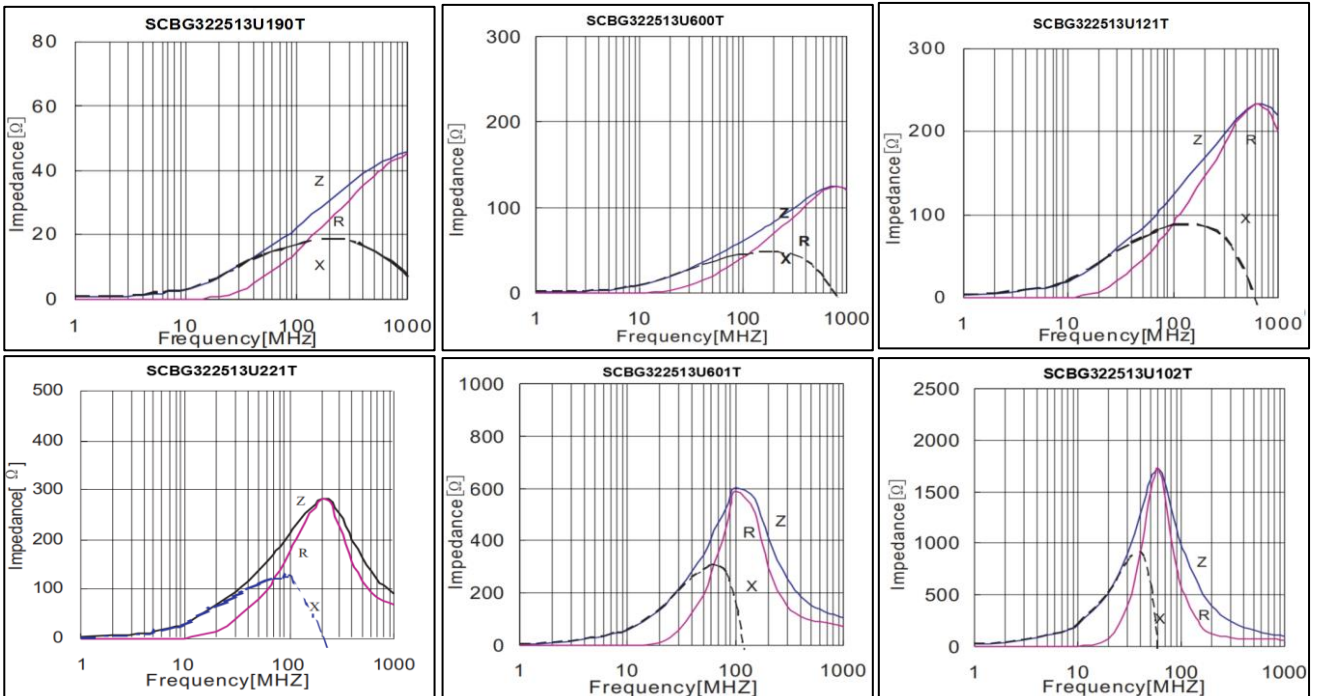 SCBG322513U190T
80
60
40
20
0
Impedance[Ω]
Z
R
X
1 10 100 1000
Frequency[MHZ]
SCBG322513U600T
300
200
100
0
Impedance[Ω]
Z
R
X
1 10 100 1000
Frequency[MHZ]
SCBG322513U121T
300
200
100
0
Impedance[Ω]
Z R
X
1 10 100 1000
Frequency[MHz]
SCBG322513U221T
500
400
300
200
100
0
Impedance[Ω]
Z
R
X
1 10 100 1000
Frequency[MHZ]
SCBG322513U601T
1000
800
600
400
200
0
Impedance[Ω]
Z
R
X
1 10 100 1000
Frequency[MHZ]
SCBG322513U102T
2500
2000
1500
1000
500
0
Impedance[Ω]
Z
X R
1 10 100 1000
Frequency[MHZ]